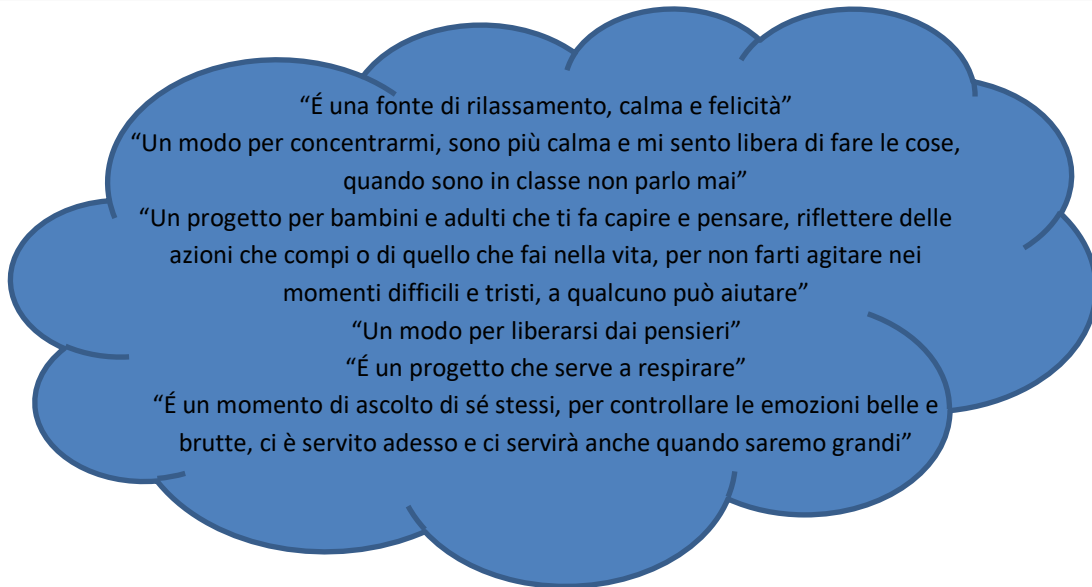 “É una fonte di rilassamento, calma e felicità”
“Un modo per concentrarmi, sono più calma e mi sento libera di fare le cose,
quando sono in classe non parlo mai”
“Un progetto per bambini e adulti che ti fa capire e pensare, riflettere delle
azioni che compi o di quello che fai nella vita, per non farti agitare nei
momenti difficili e tristi, a qualcuno può aiutare”
“Un modo per liberarsi dai pensieri”
“É un progetto che serve a respirare”
“É un momento di ascolto di sé stessi, per controllare le emozioni belle e
brutte, ci è servito adesso e ci servirà anche quando saremo grandi”